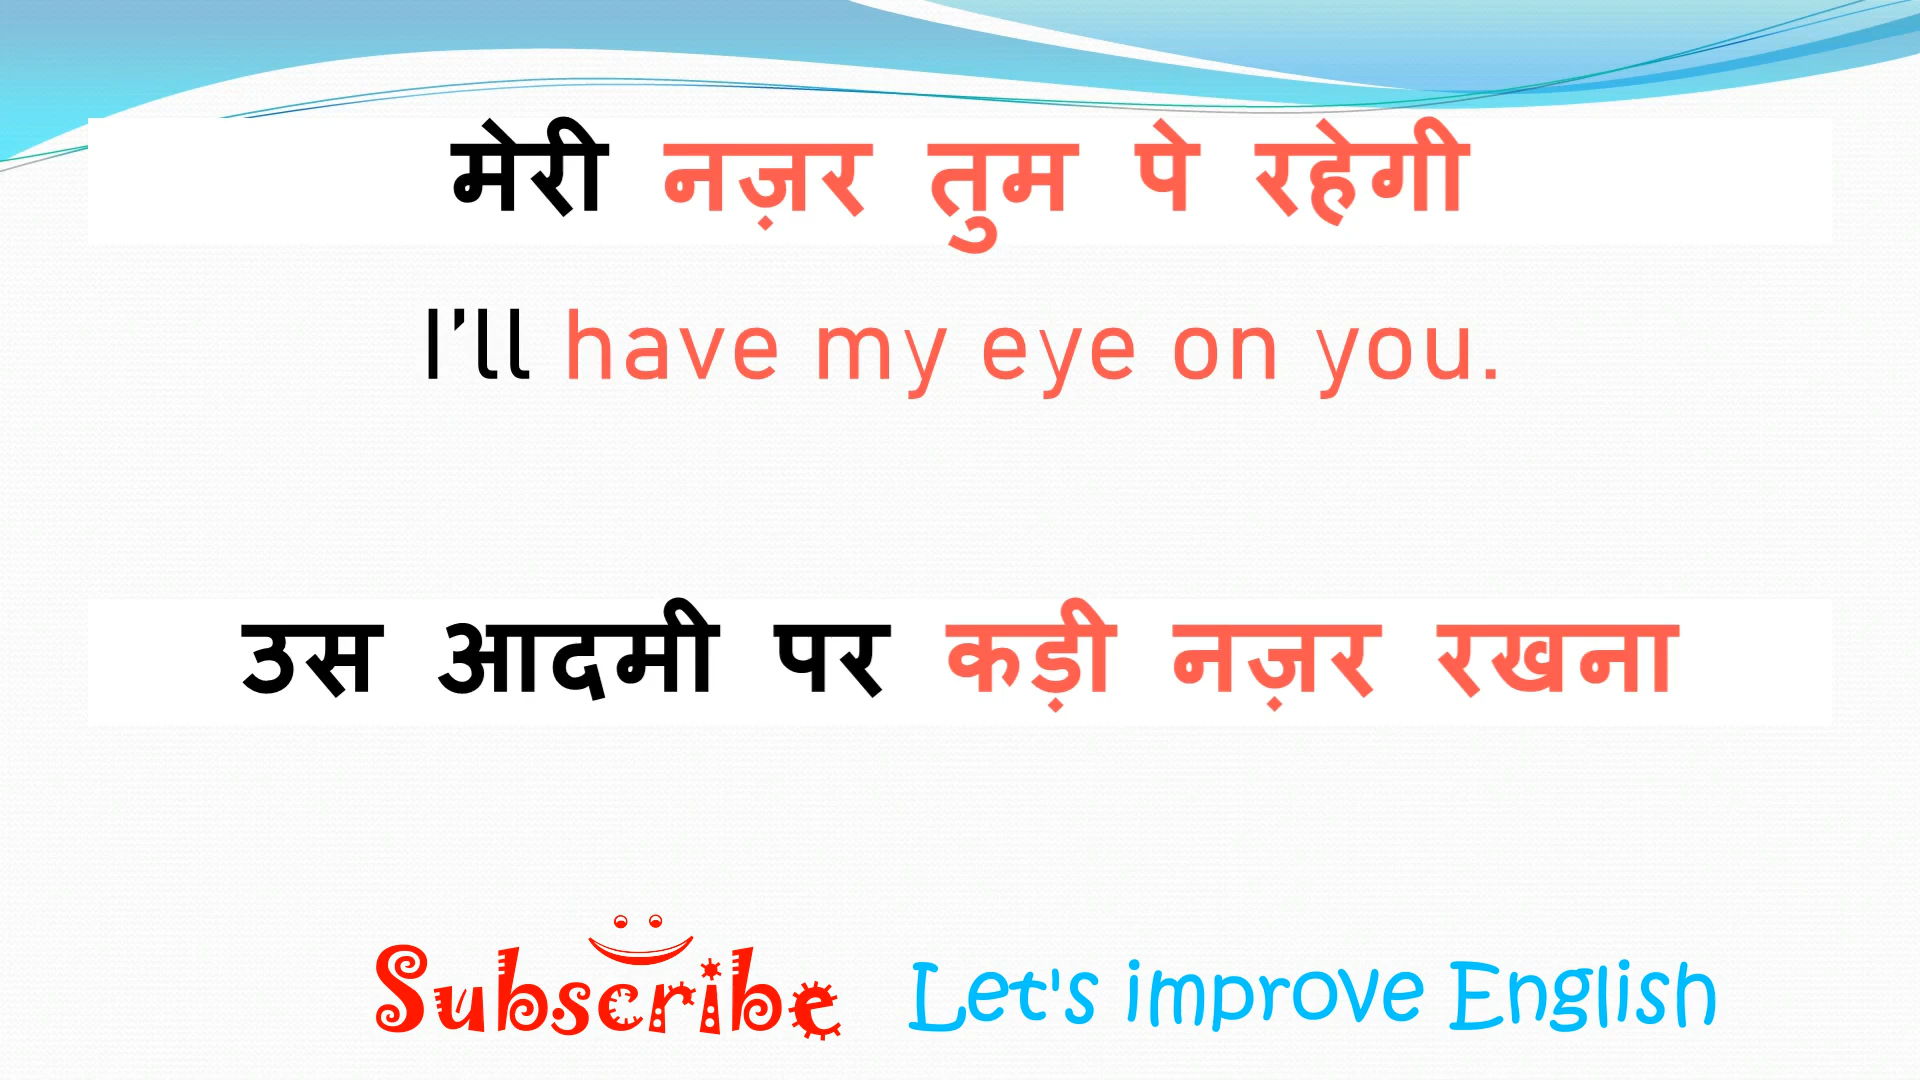 मेरी नज़र तुम पे रहेगी
I’ll have my eye on you.
उस आदमी पर कड़ी नज़र रखना
Subscribe Let's improve English